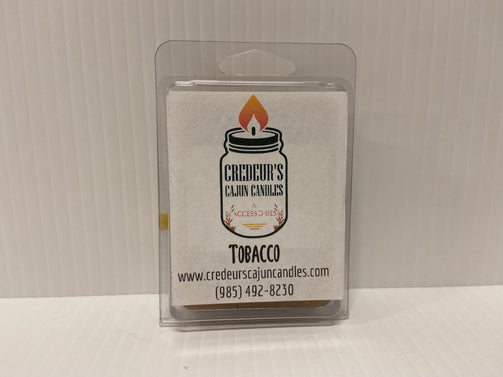 CREDEUR'S
CAJUN CANDLES
&
ACCESSORIES
TOBACCO
www.credeurscajuncandles.com
(985) 492-8230